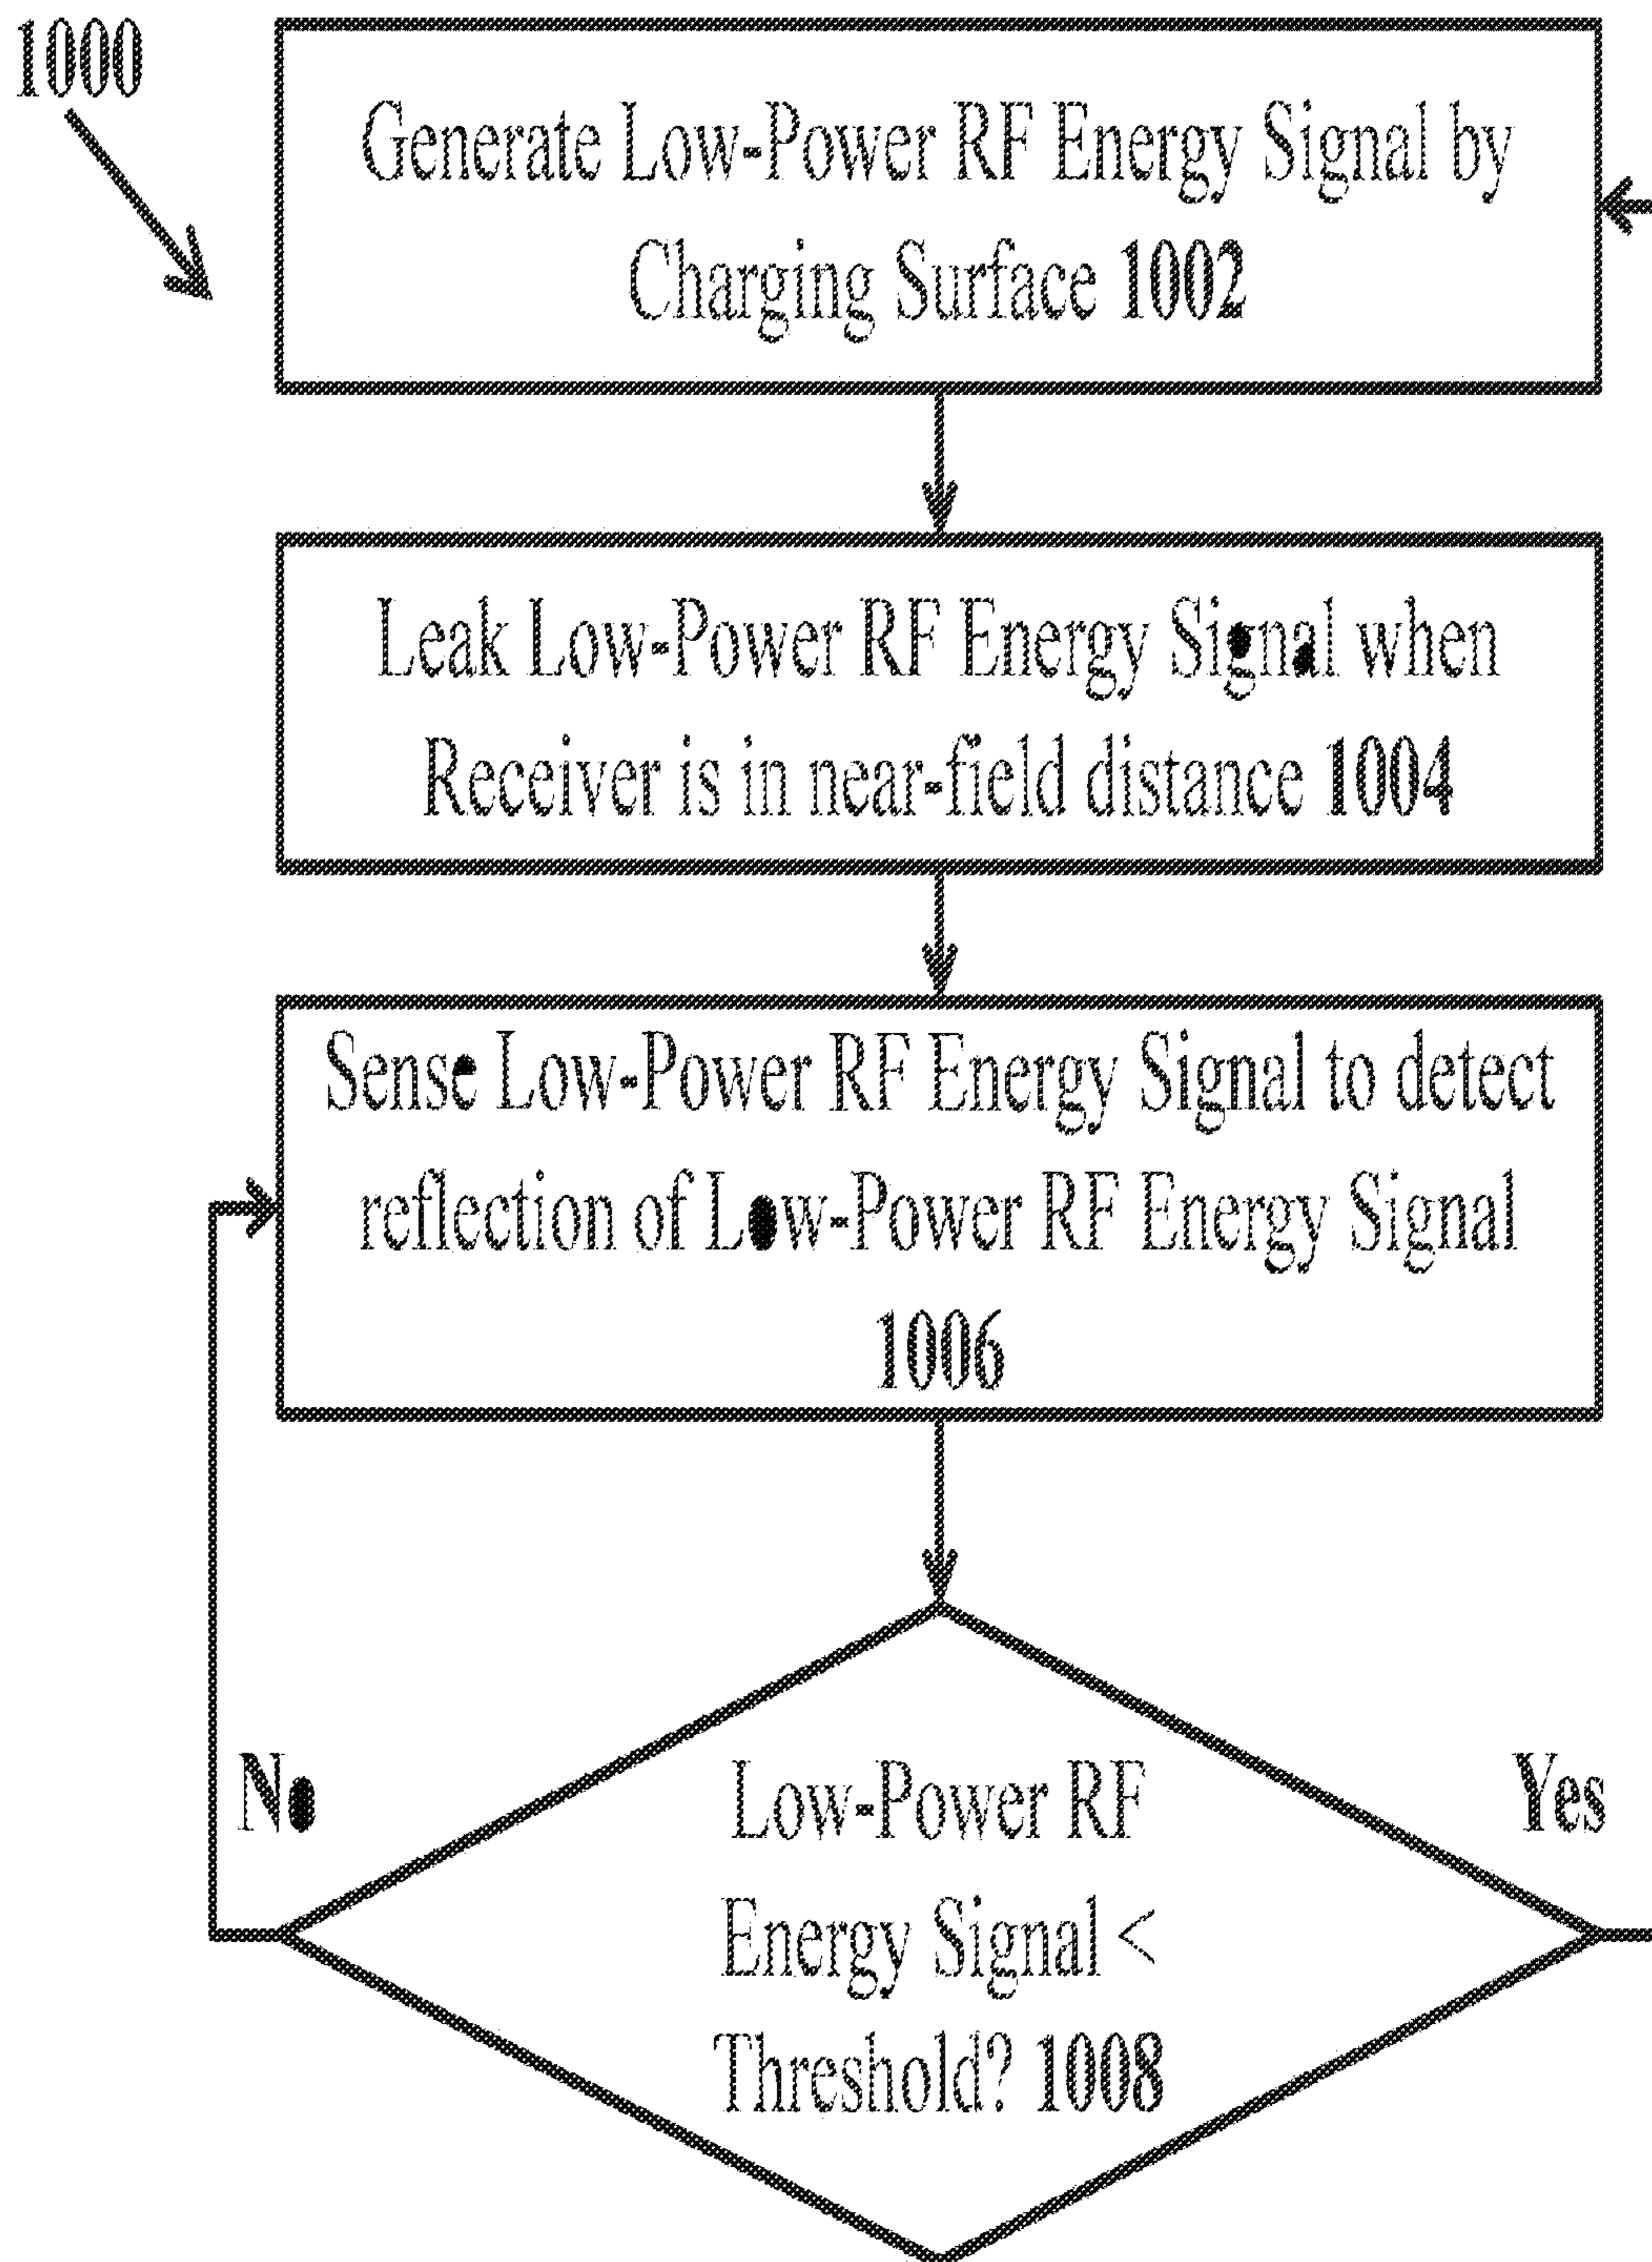 1000
Generate Low-Power RF Energy Signal by
Charging Surface 1002
Leak Low-Power RF Energy Signal when
Receiver is in near-field distance 1004
Sense Low-Power RF Energy Signal to detect
reflection of Low-Power RF Energy Signal
1006
No
Yes
Low-Power RF
Energy Signal <
Threshold? 1008